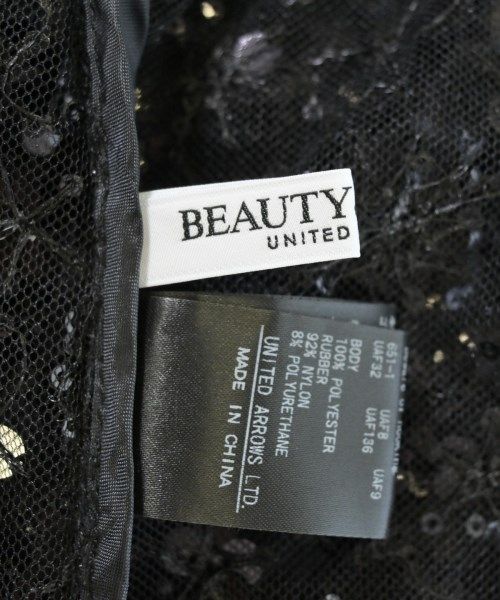 BEAUTY
UNITED
661-1 UAF8 UAF9
UAF32 UAF136
BODY
100% POLYESTER
RUBBER
92% NYLON
8% POLYURETHANE
UNITED ARROWS LTD.
MADE IN CHINA